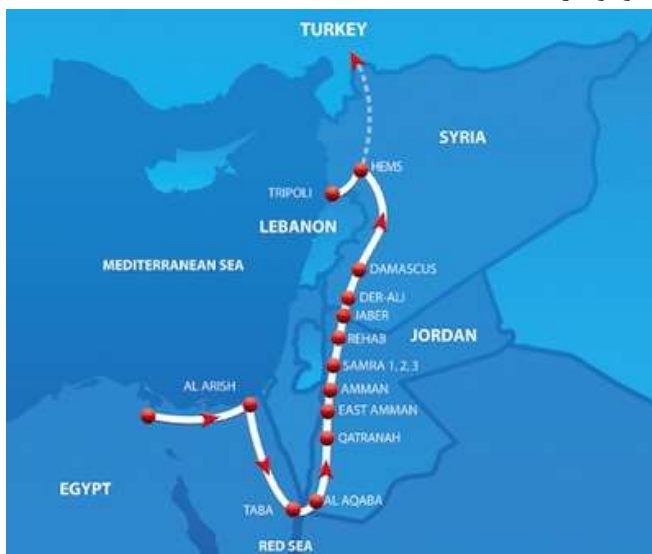 TURKEY
SYRIA
HEMS
TRIPOLI
LEBANON
MEDITERRANEAN SEA
DAMASCUS
DER-ALI
JABER
JORDAN
REHAB
SAMRA 1, 2, 3
AL ARISH
AMMAN
EAST AMMAN
QATRANAH
EGYPT
AL AQABA
TABA
RED SEA